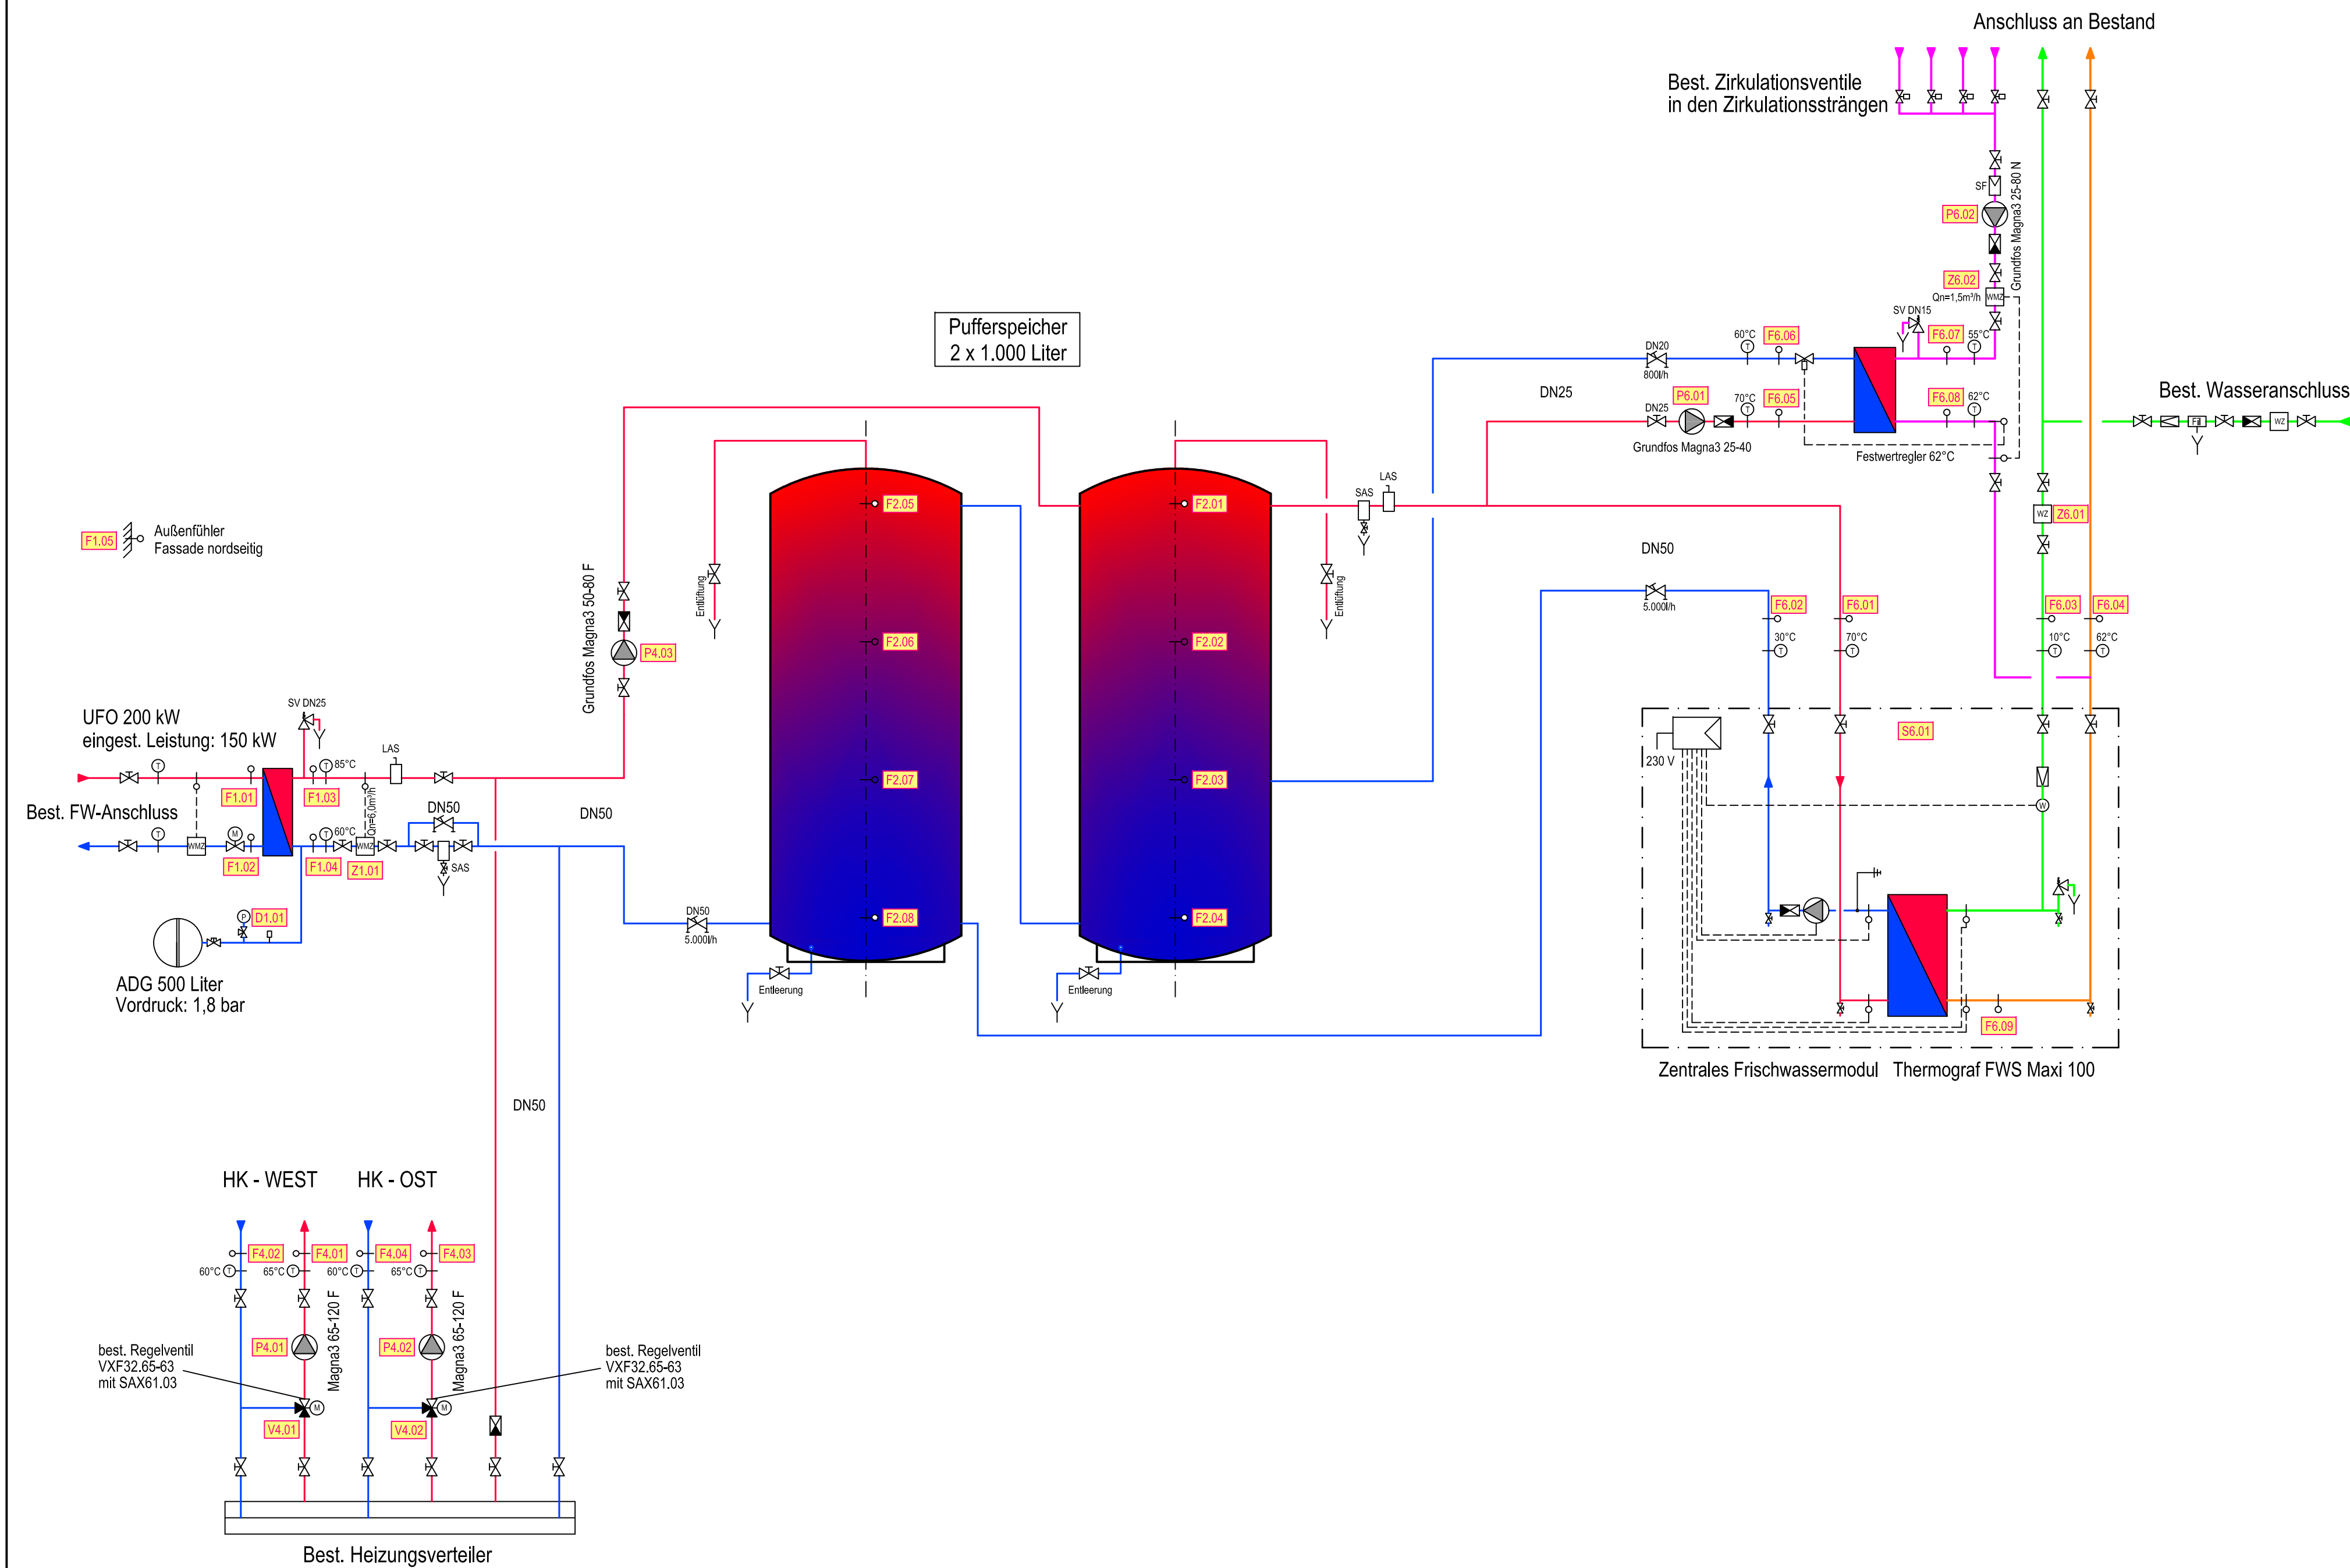 Anschluss an Bestand
Best. Zirkulationsventile
in den Zirkulationssträngen
SF
P6.02
Grundfos Magna3 25-80 N
Z6.02
Qn=1,5m³/h
WMZ
SV DN15
F6.07
55°C
T
60°C
F6.06
T
DN20
800l/h
Pufferspeicher
2 x 1.000 Liter
DN25
P6.01
DN25
70°C
F6.05
T
Grundfos Magna3 25-40
F6.08
62°C
T
Festwertregler 62°C
Best. Wasseranschluss
Fil
WZ
WZ
Z6.01
F1.05
Außenfühler
Fassade nordseitig
Grundfos Magna3 50-80 F
P4.03
Entlüftung
F2.05
F2.06
F2.07
F2.08
F2.01
F2.02
F2.03
F2.04
Entlüftung
SAS
LAS
DN50
5.000l/h
F6.02
30°C
T
F6.01
70°C
T
F6.03
10°C
T
F6.04
62°C
T
UFO 200 kW
eingest. Leistung: 150 kW
SV DN25
LAS
T
T
85°C
F1.01
F1.03
Qn=6,0m³/h
Best. FW-Anschluss
T
WMZ
M
T
60°C
WMZ
DN50
SAS
F1.02
F1.04
Z1.01
DN50
P
D1.01
ADG 500 Liter
Vordruck: 1,8 bar
DN50
5.000l/h
Entleerung
Entleerung
S6.01
230 V
W
F6.09
Zentrales Frischwassermodul Thermograf FWS Maxi 100
DN50
HK - WEST
HK - OST
F4.02
F4.01
F4.04
F4.03
60°C
T
65°C
T
60°C
T
65°C
T
P4.01
Magna3 65-120 F
P4.02
Magna3 65-120 F
best. Regelventil
VXF32.65-63
mit SAX61.03
best. Regelventil
VXF32.65-63
mit SAX61.03
M
M
V4.01
V4.02
Best. Heizungsverteiler